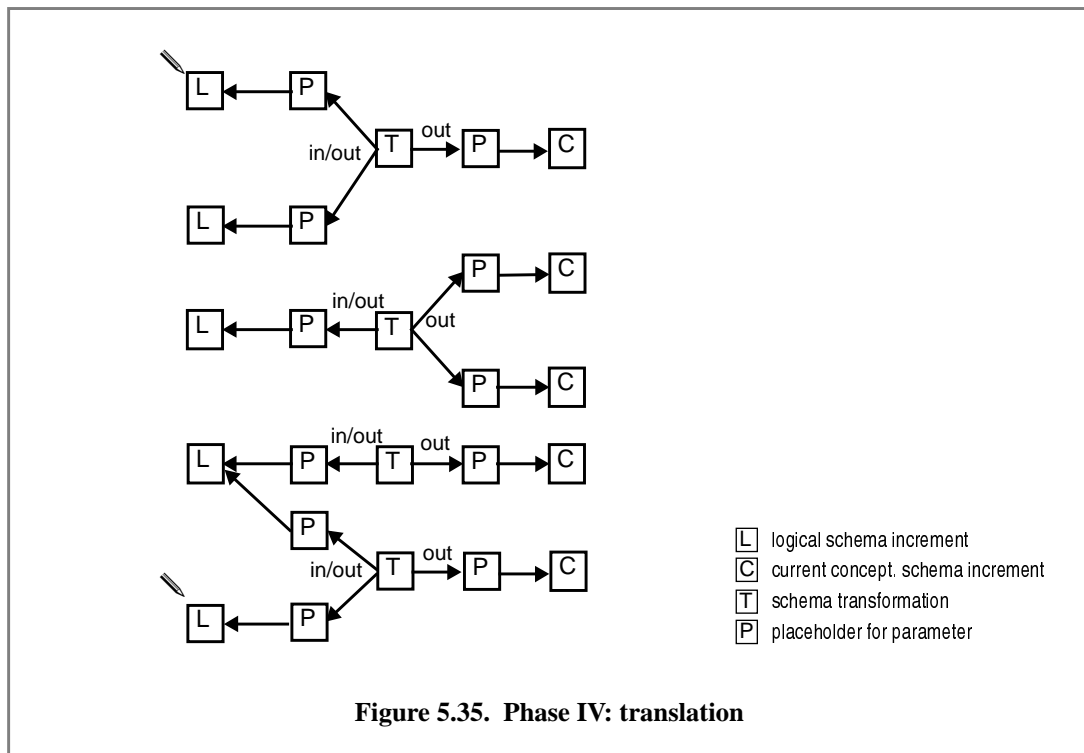 L P
T out P C
in/out
L P
P C
L P in/out T out
P C
L P in/out T out P C
P
in/out T out P C
L P
L logical schema increment
C current concept. schema increment
T schema transformation
P placeholder for parameter
Figure 5.35. Phase IV: translation